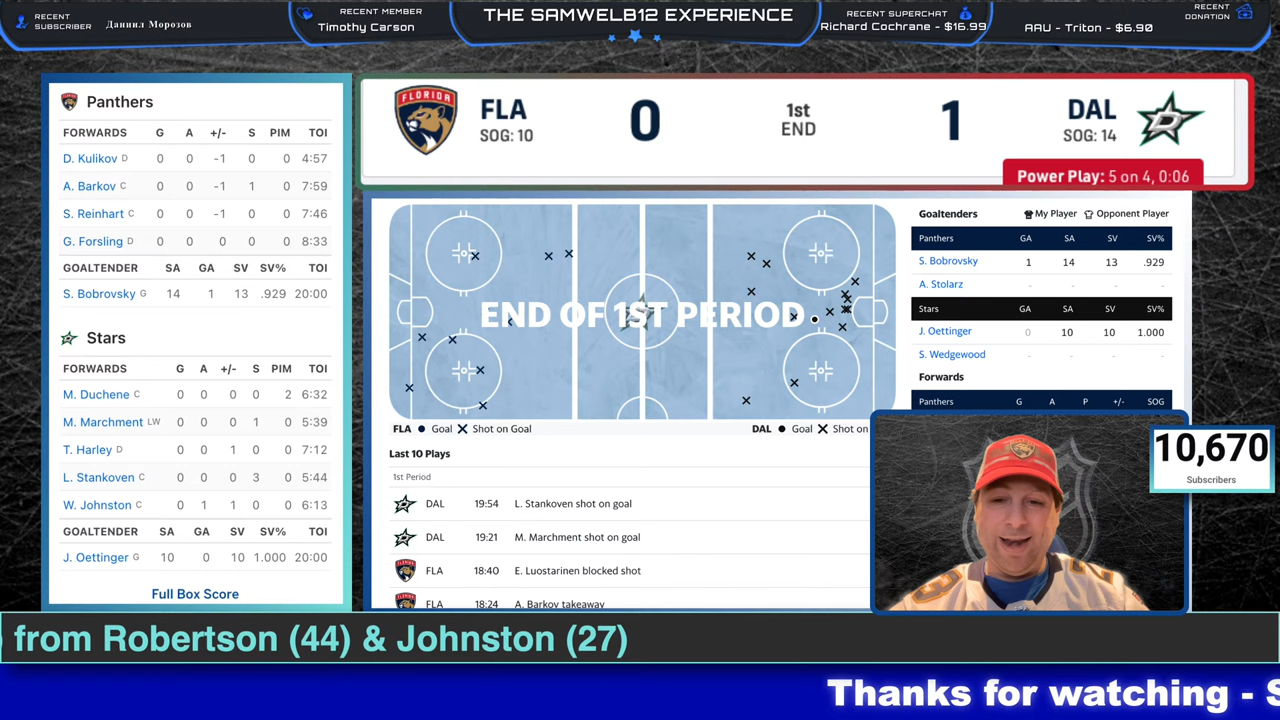 RECENT SUBSCRIBER
Даниил Морозов
RECENT MEMBER
Timothy Carson
THE SAMWELB12 EXPERIENCE
RECENT SUPERCHAT
Richard Cochrane - $16.99
AAU - Triton - $6.90
RECENT DONATION
Panthers
FORWARDS G A +/- S PIM TOI
D. Kulikov D 0 0 -1 0 0 4:57
A. Barkov C 0 0 -1 1 0 7:59
S. Reinhart C 0 0 -1 0 0 7:46
G. Forsling D 0 0 0 0 0 8:33
GOALTENDER SA GA SV SV% TOI
S. Bobrovsky G 14 1 13 .929 20:00
Stars
FORWARDS G A +/- S PIM TOI
M. Duchene C 0 0 0 0 2 6:32
M. Marchment LW 0 0 0 1 0 5:39
T. Harley D 0 0 1 0 0 7:12
L. Stankoven C 0 0 0 3 0 5:44
W. Johnston C 0 1 1 0 0 6:13
GOALTENDER SA GA SV SV% TOI
J. Oettinger G 10 0 10 1.000 20:00
Full Box Score
FLORIDA
FLA
SOG: 10
0
1st
END
1
DAL
SOG: 14
D
Power Play: 5 on 4, 0:06
END OF 1ST PERIOD
FLA Goal Shot on Goal
DAL Goal Shot on
Last 10 Plays
1st Period
DAL 19:54 L. Stankoven shot on goal
DAL 19:21 M. Marchment shot on goal
FLA 18:40 E. Luostarinen blocked shot
FLA 18:24 A. Barkov takeaway
Goaltenders My Player Opponent Player
Panthers GA SA SV SV%
S. Bobrovsky 1 14 13 .929
A. Stolarz - - - -
Stars GA SA SV SV%
J. Oettinger 0 10 10 1.000
S. Wedgewood - - - -
Forwards
Panthers G A P +/- SOG
10,670
Subscribers
from Robertson (44) & Johnston (27)
Thanks for watching - S